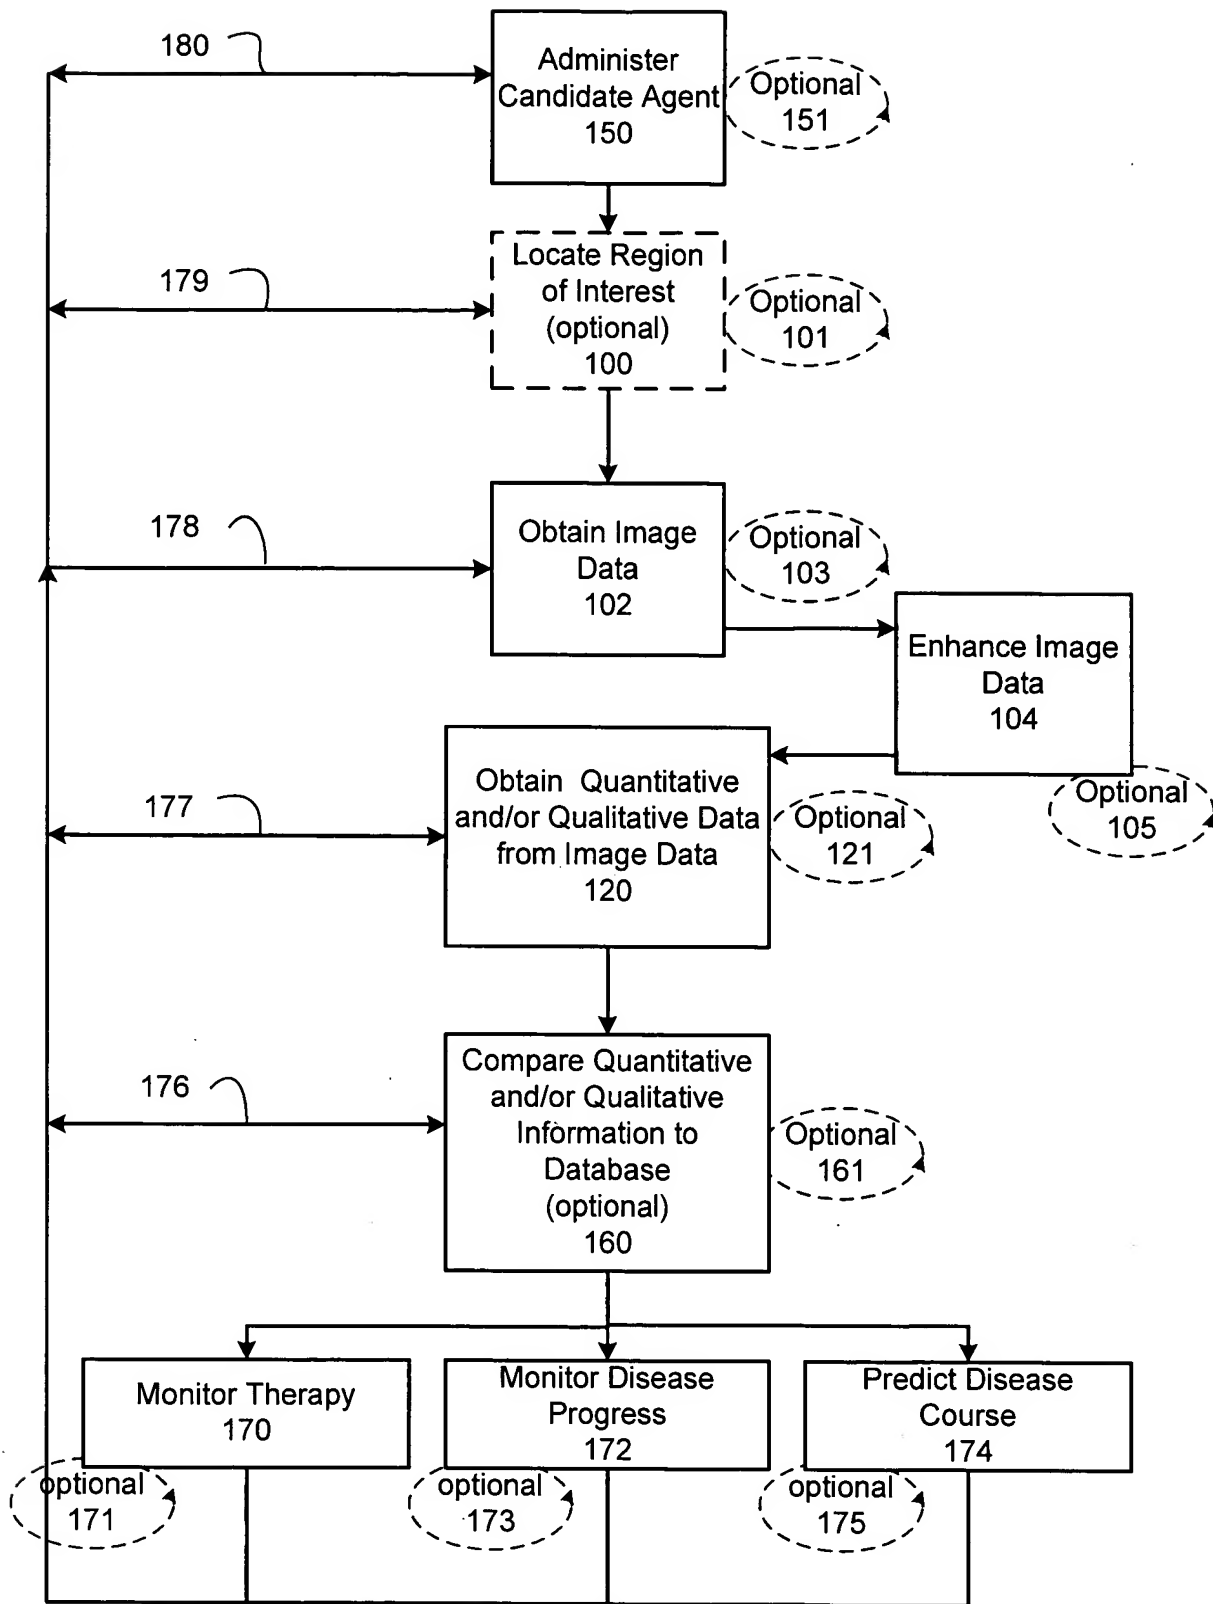 180
Administer
Candidate Agent
150
Optional
151
179
Locate Region
of Interest
(optional)
100
Optional
101
178
Obtain Image
Data
102
Optional
103
Enhance Image
Data
104
Optional
105
177
Obtain Quantitative
and/or Qualitative Data
from Image Data
120
Optional
121
176
Compare Quantitative
and/or Qualitative
Information to
Database
(optional)
160
Optional
161
Monitor Therapy
170
optional
171
Monitor Disease
Progress
172
optional
173
Predict Disease
Course
174
optional
175